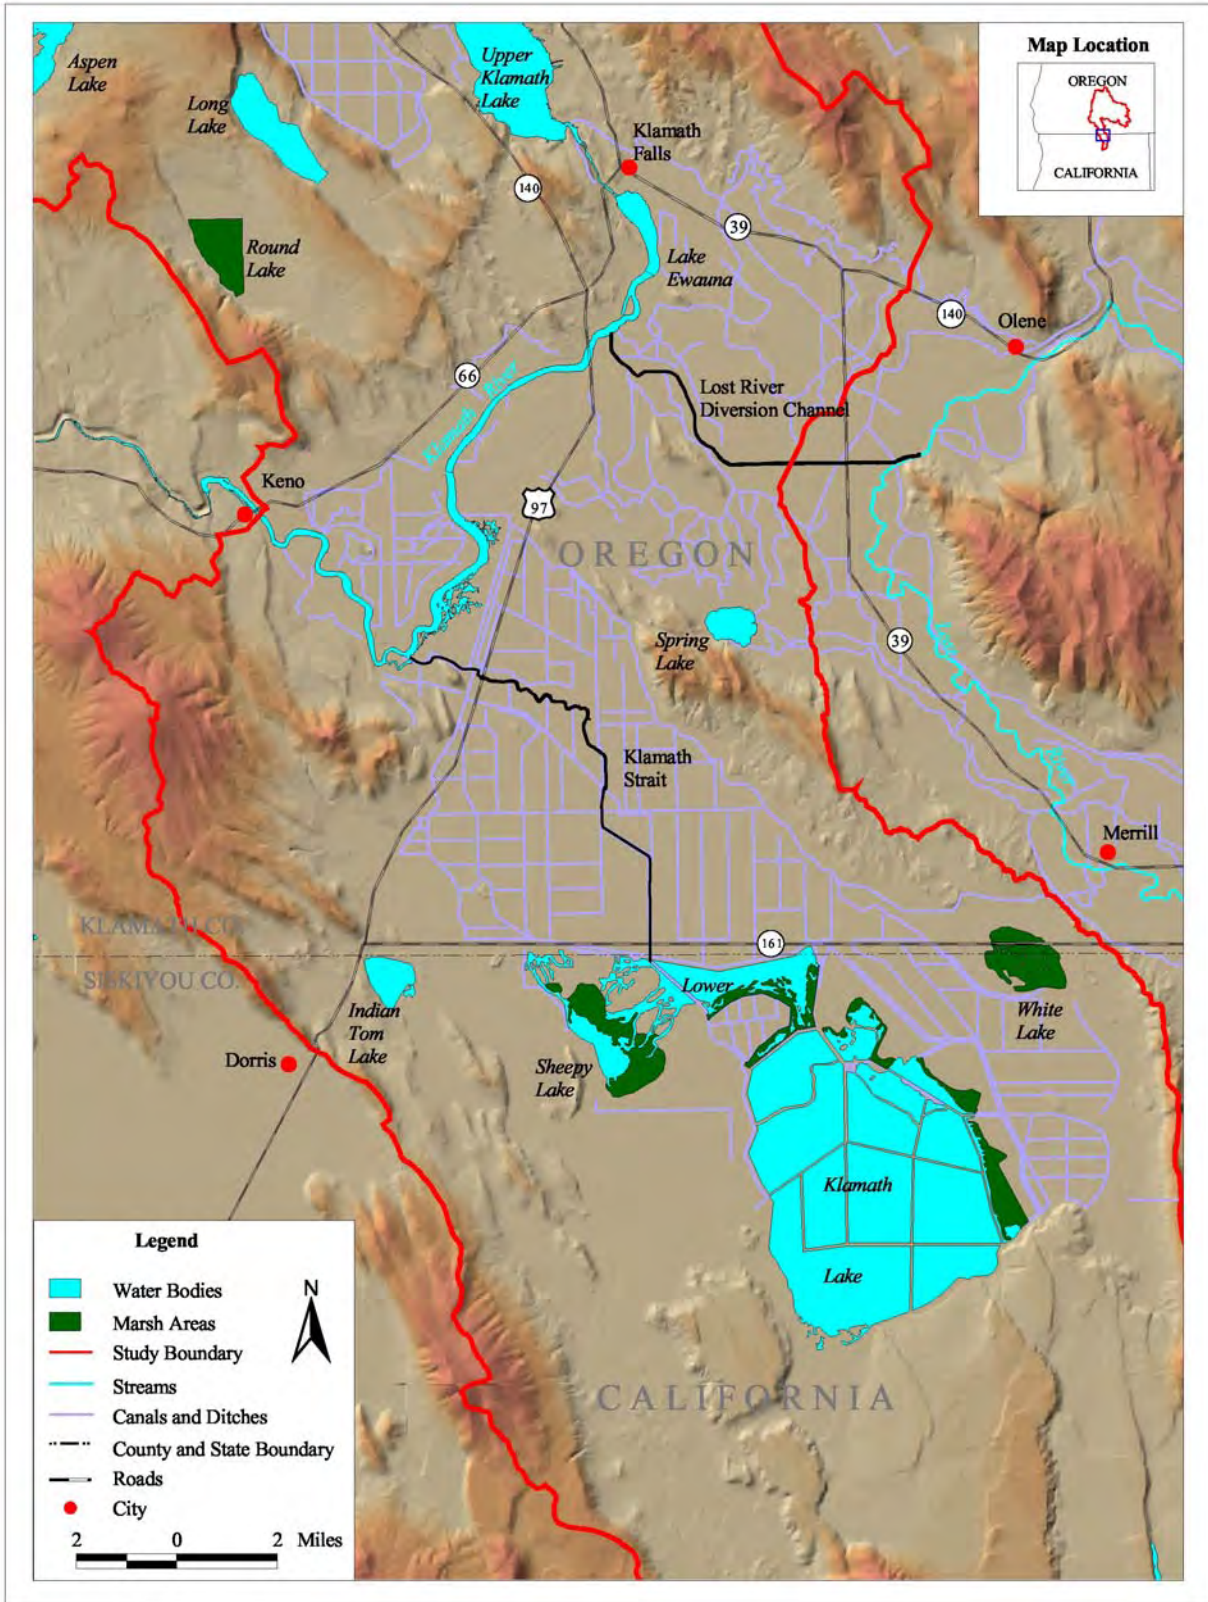 Aspen
Lake
Long
Lake
Upper
Klamath
Lake
Klamath
Falls
Map Location
OREGON
CALIFORNIA
140
39
Round
Lake
Lake
Ewauna
140
Olene
66
Klamath River
Lost River
Diversion Channel
Keno
97
OREGON
Spring
Lake
39
Lost
River
Klamath
Strait
Merrill
KLAMATH CO.
SISKIYOU CO.
161
Indian
Tom
Lake
Lower
White
Lake
Dorris
Sheepy
Lake
Klamath
Lake
CALIFORNIA
Legend
Water Bodies
Marsh Areas
Study Boundary
Streams
Canals and Ditches
County and State Boundary
Roads
City
N
2 0 2 Miles